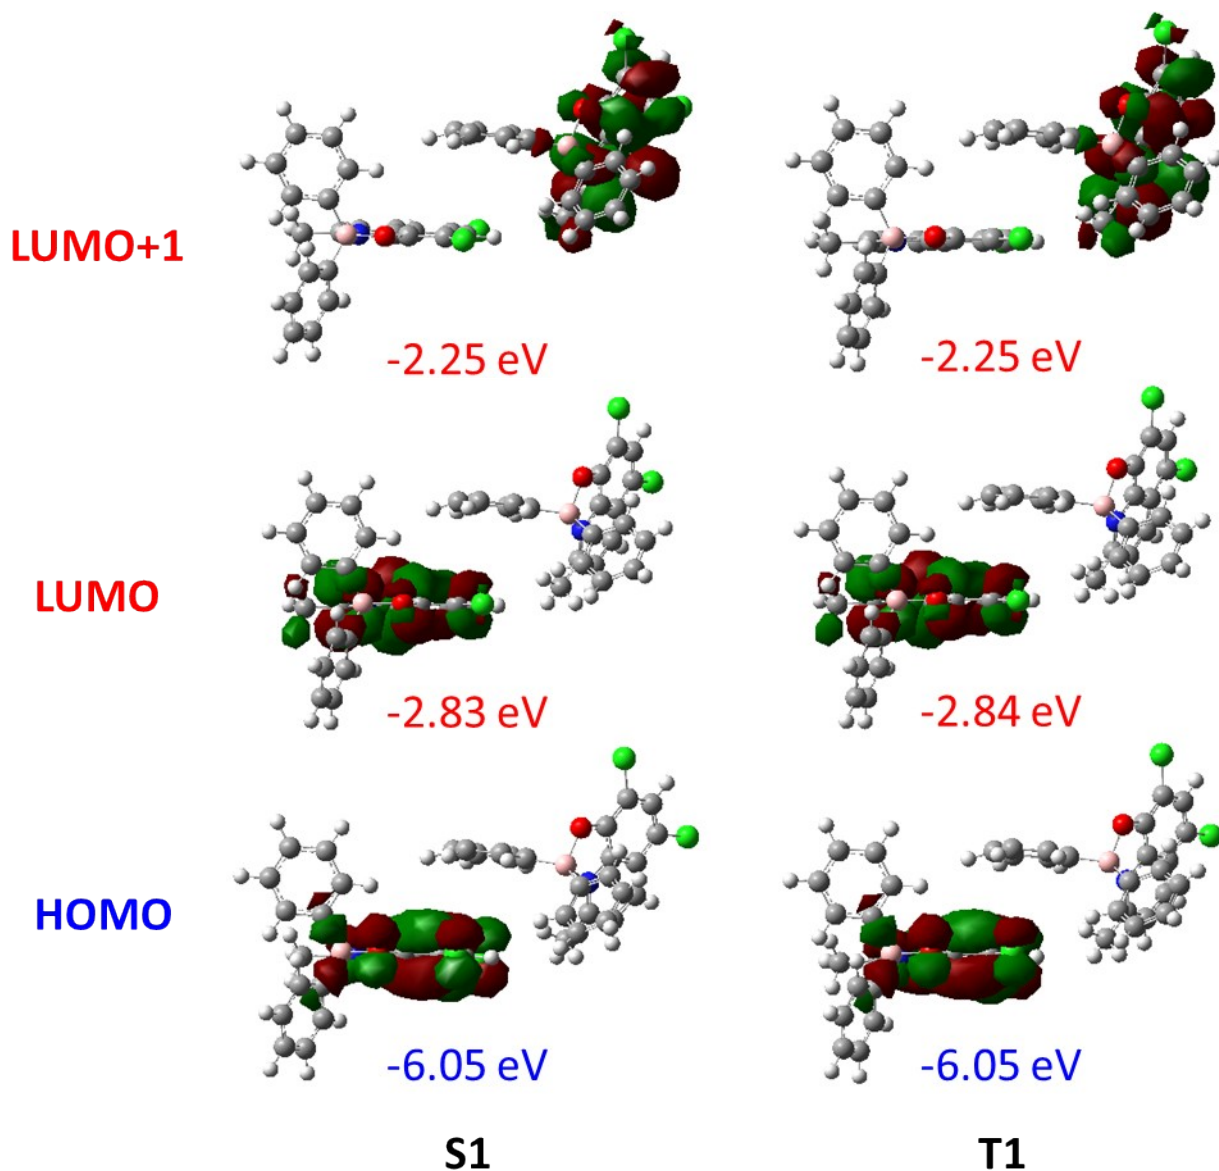 LUMO+1
-2.25 eV -2.25 eV
LUMO
-2.83 eV -2.84 eV
HOMO
-6.05 eV -6.05 eV
S1 T1